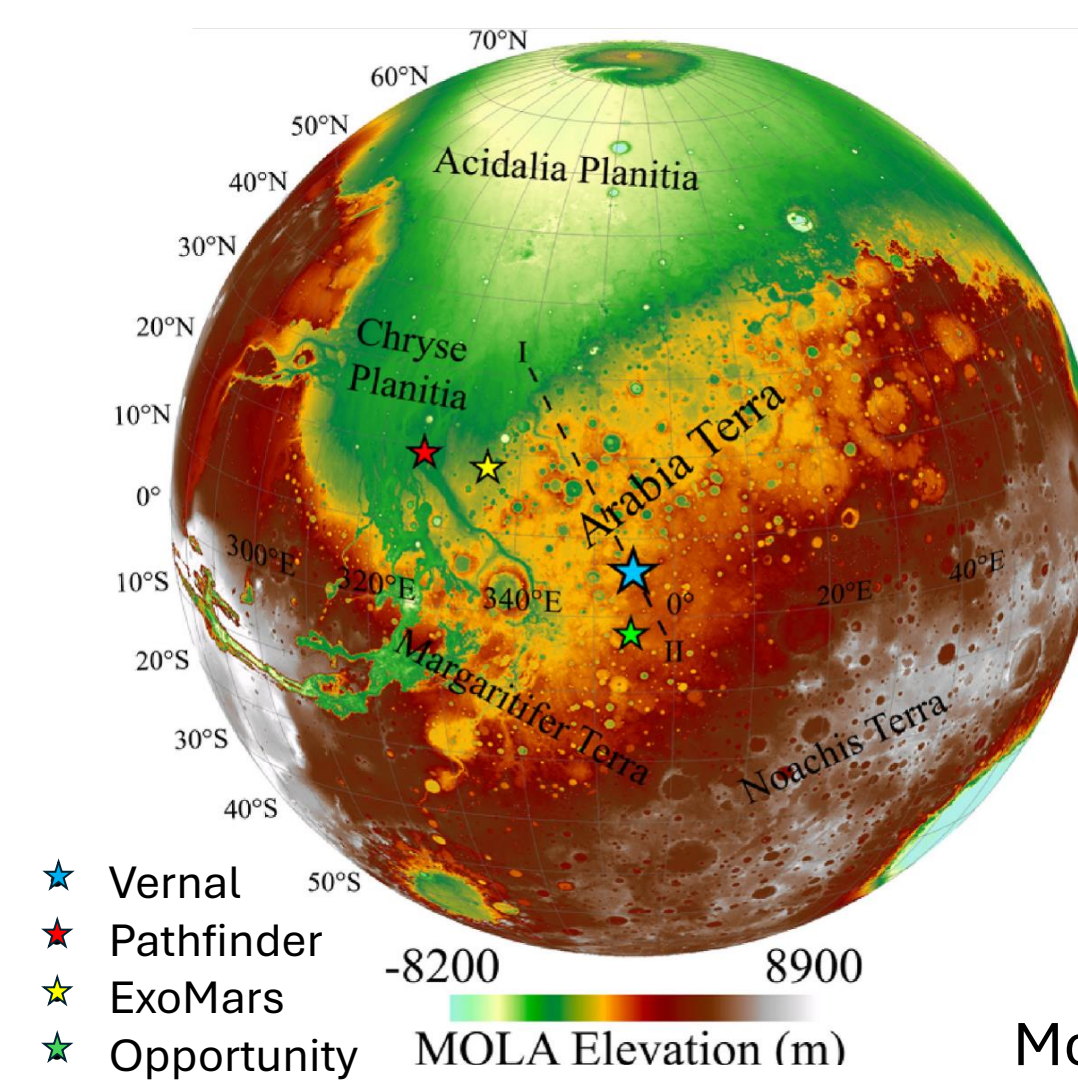 70°N
60°N
50°N
40°N
30°N
20°N
10°N
0°
10°S
20°S
30°S
40°S
50°S
Acidalia Planitia
Chryse
Planitia
I
Arabia Terra
300°E
320°E
340°E
0°
20°E
40°E
II
Margaritifer Terra
Noachis Terra
Vernal
Pathfinder
ExoMars
Opportunity
-8200 8900
MOLA Elevation (m)